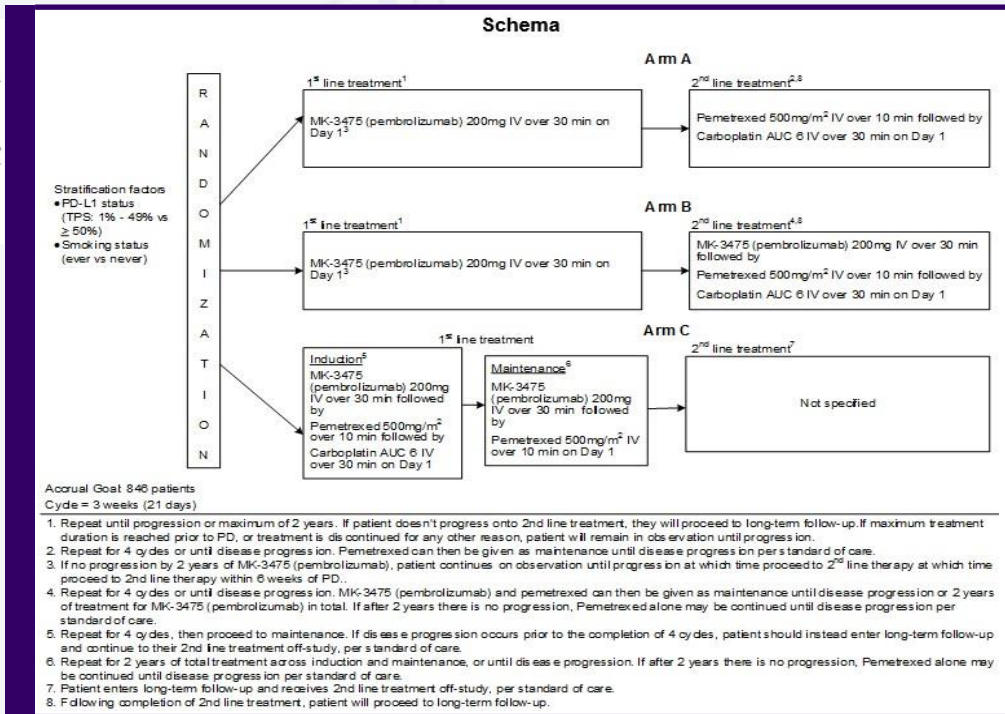 Schema
Stratification factors
•PD-L1 status
(TPS: 1% - 49% vs
≥ 50%)
•Smoking status
(ever vs never)
R
A
N
D
O
M
I
Z
A
T
I
O
N
Arm A
1st line treatment1
MK-3475 (pembrolizumab) 200mg IV over 30 min on
Day 13
2nd line treatment2,8
Pemetrexed 500mg/m2 IV over 10 min followed by
Carboplatin AUC 6 IV over 30 min on Day 1
Arm B
1st line treatment1
MK-3475 (pembrolizumab) 200mg IV over 30 min on
Day 13
2nd line treatment4,8
MK-3475 (pembrolizumab) 200mg IV over 30 min
followed by
Pemetrexed 500mg/m2 IV over 10 min followed by
Carboplatin AUC 6 IV over 30 min on Day 1
Arm C
1st line treatment
Induction5
MK-3475
(pembrolizumab) 200mg
IV over 30 min followed
by
Pemetrexed 500mg/m2
over 10 min followed by
Carboplatin AUC 6 IV
over 30 min on Day 1
Maintenance6
MK-3475
(pembrolizumab) 200mg
IV over 30 min followed
by
Pemetrexed 500mg/m2 IV
over 10 min on Day 1
2nd line treatment7
Not specified
Accrual Goal: 846 patients
Cycle = 3 weeks (21 days)
1. Repeat until progression or maximum of 2 years. If patient doesn't progress onto 2nd line treatment, they will proceed to long-term follow-up.If maximum treatment
duration is reached prior to PD, or treatment is discontinued for any other reason, patient will remain in observation until progression.
2. Repeat for 4 cycles or until disease progression. Pemetrexed can then be given as maintenance until disease progression per standard of care.
3. If no progression by 2 years of MK-3475 (pembrolizumab), patient continues on observation until progression at which time proceed to 2nd line therapy at which time
proceed to 2nd line therapy within 6 weeks of PD..
4. Repeat for 4 cycles or until disease progression. MK-3475 (pembrolizumab) and pemetrexed can then be given as maintenance until disease progression or 2 years
of treatment for MK-3475 (pembrolizumab) in total. If after 2 years there is no progression, Pemetrexed alone may be continued until disease progression per
standard of care.
5. Repeat for 4 cycles, then proceed to maintenance. If disease progression occurs prior to the completion of 4 cycles, patient should instead enter long-term follow-up
and continue to their 2nd line treatment off-study, per standard of care.
6. Repeat for 2 years of total treatment across induction and maintenance, or until disease progression. If after 2 years there is no progression, Pemetrexed alone may
be continued until disease progression per standard of care.
7. Patient enters long-term follow-up and receives 2nd line treatment off-study, per standard of care.
8. Following completion of 2nd line treatment, patient will proceed to long-term follow-up.